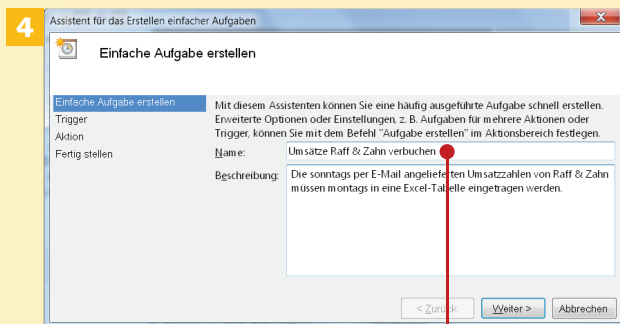 4
Assistent für das Erstellen einfacher Aufgaben
Einfache Aufgabe erstellen
Einfache Aufgabe erstellen
Trigger
Aktion
Fertig stellen
Mit diesem Assistenten können Sie eine häufig ausgeführte Aufgabe schnell erstellen.
Erweiterte Optionen oder Einstellungen, z. B. Aufgaben für mehrere Aktionen oder
Trigger, können Sie mit dem Befehl "Aufgabe erstellen" im Aktionsbereich festlegen.
Name: Umsätze Raff & Zahn verbuchen
Beschreibung: Die sonntags per E-Mail angelieferten Umsatzzahlen von Raff & Zahn
müssen montags in eine Excel-Tabelle eingetragen werden.
< Zurück Weiter > Abbrechen